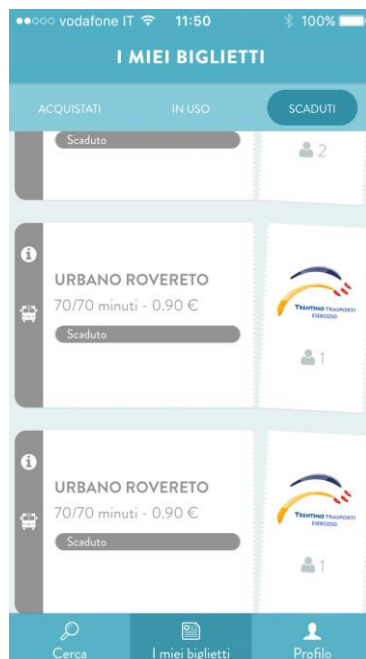 vodafone IT 11:50 100%
I MIEI BIGLIETTI
ACQUISTATI IN USO SCADUTI
Scaduto
2
URBANO ROVERETO
70/70 minuti - 0.90 €
Scaduto
TRENTINO TRASPORTI
ESERCIZIO
1
URBANO ROVERETO
70/70 minuti - 0.90 €
Scaduto
TRENTINO TRASPORTI
ESERCIZIO
1
Cerca I miei biglietti Profilo